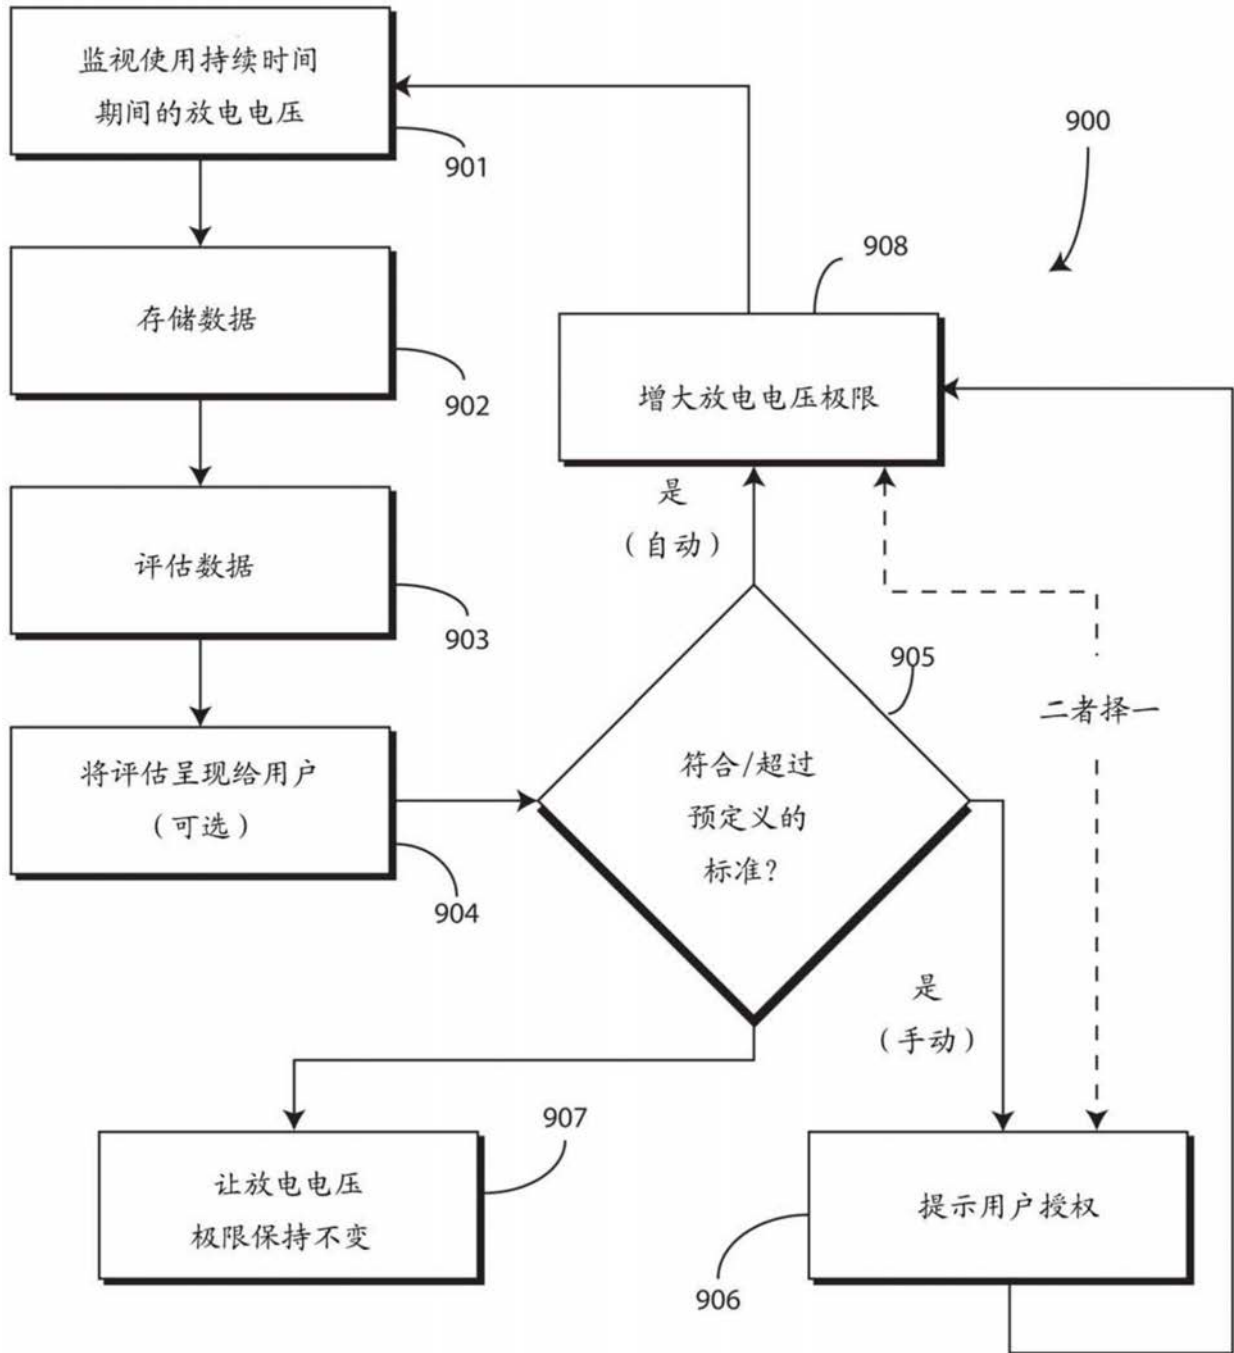 监视使用持续时间
期间的放电电压
901
900
存储数据
902
908
增大放电电压极限
评估数据
903
是
（自动）
905
二者择一
将评估呈现给用户
（可选）
904
符合/超过
预定义的
标准？
是
（手动）
907
让放电电压
极限保持不变
提示用户授权
906